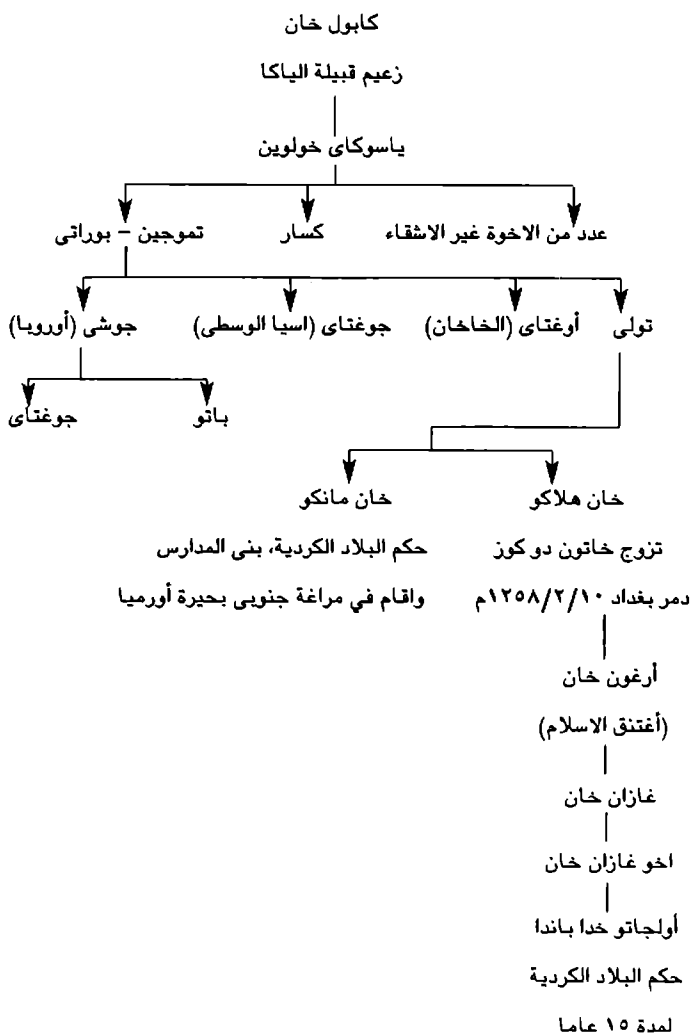 كابول خان
زعيم قبيلة الياكا
ياسوكاى خولوين
عدد من الاخوة غير الاشقاء كسار تموجين – بوراتى
تولى أوغتاى (الخاخان) جوغتاى (اسيا الوسطى) جوشى (أوروبا)
باتو جوغتاى
خان هلاكو خان مانكو
تزوج خاتون دو كوز حكم البلاد الكردية، بنى المدارس
دمر بغداد ١٢٥٨/٢/١٠م واقام في مراغة جنوبى بحيرة أورميا
أرغون خان
(أغتنق الاسلام)
غازان خان
اخو غازان خان
أولجاتو خدا باندا
حكم البلاد الكردية
لمدة ١٥ عاما